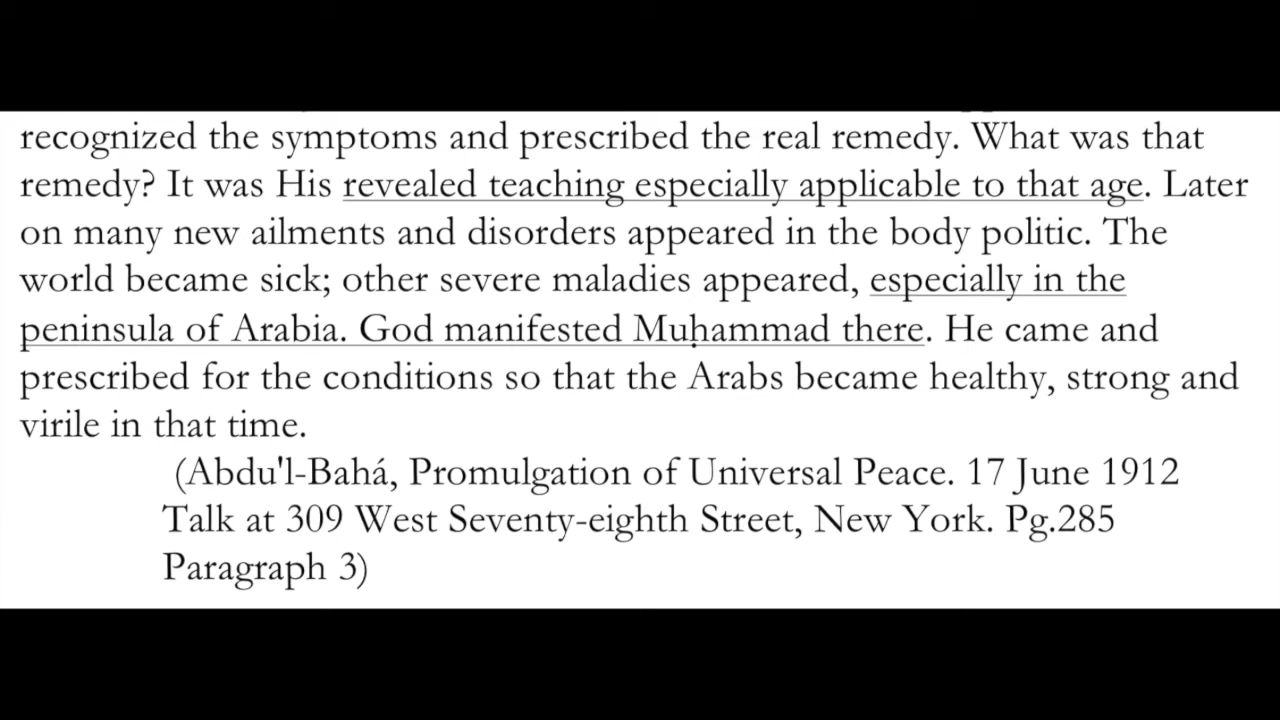 recognized the symptoms and prescribed the real remedy. What was that
remedy? It was His revealed teaching especially applicable to that age. Later
on many new ailments and disorders appeared in the body politic. The
world became sick; other severe maladies appeared, especially in the
peninsula of Arabia. God manifested Muḥammad there. He came and
prescribed for the conditions so that the Arabs became healthy, strong and
virile in that time.
(Abdu'l-Bahá, Promulgation of Universal Peace. 17 June 1912
Talk at 309 West Seventy-eighth Street, New York. Pg.285
Paragraph 3)